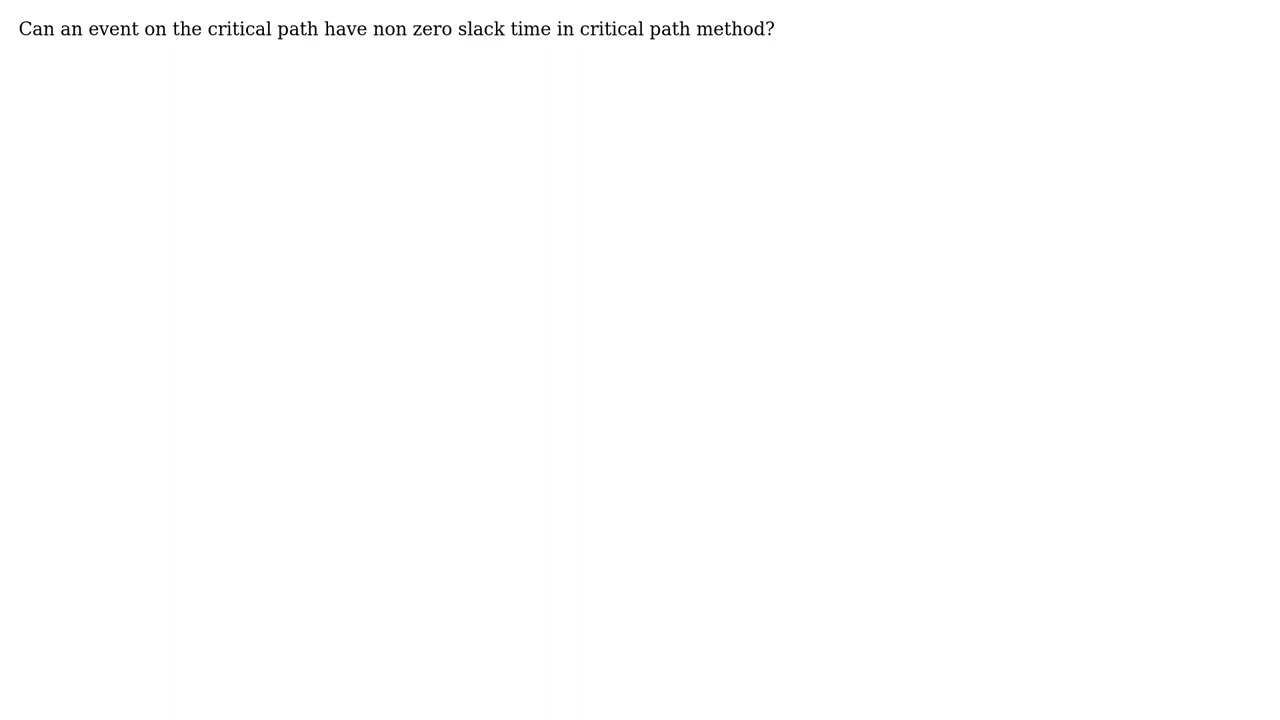 Can an event on the critical path have non zero slack time in critical path method?